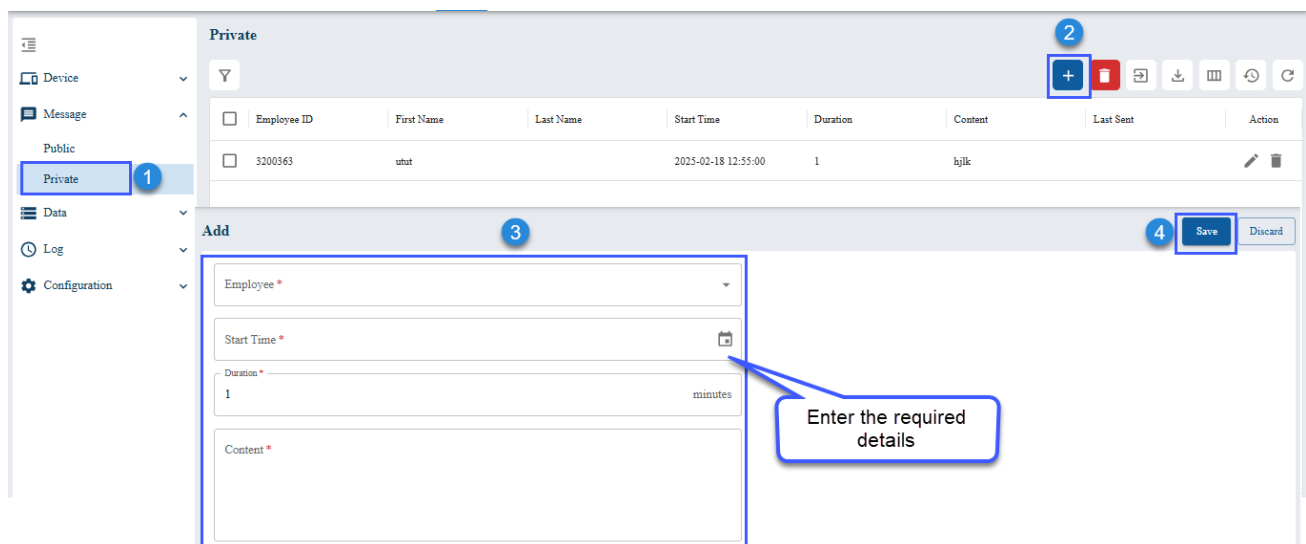 Private
2
Device
Message
Employee ID First Name Last Name Start Time Duration Content Last Sent Action
Public
3200363 utut 2025-02-18 12:55:00 1 hjlk
Private 1
Data
Add 3 4 Save Discard
Log
Configuration
Employee *
Start Time *
Duration *
1 minutes
Enter the required
details
Content *